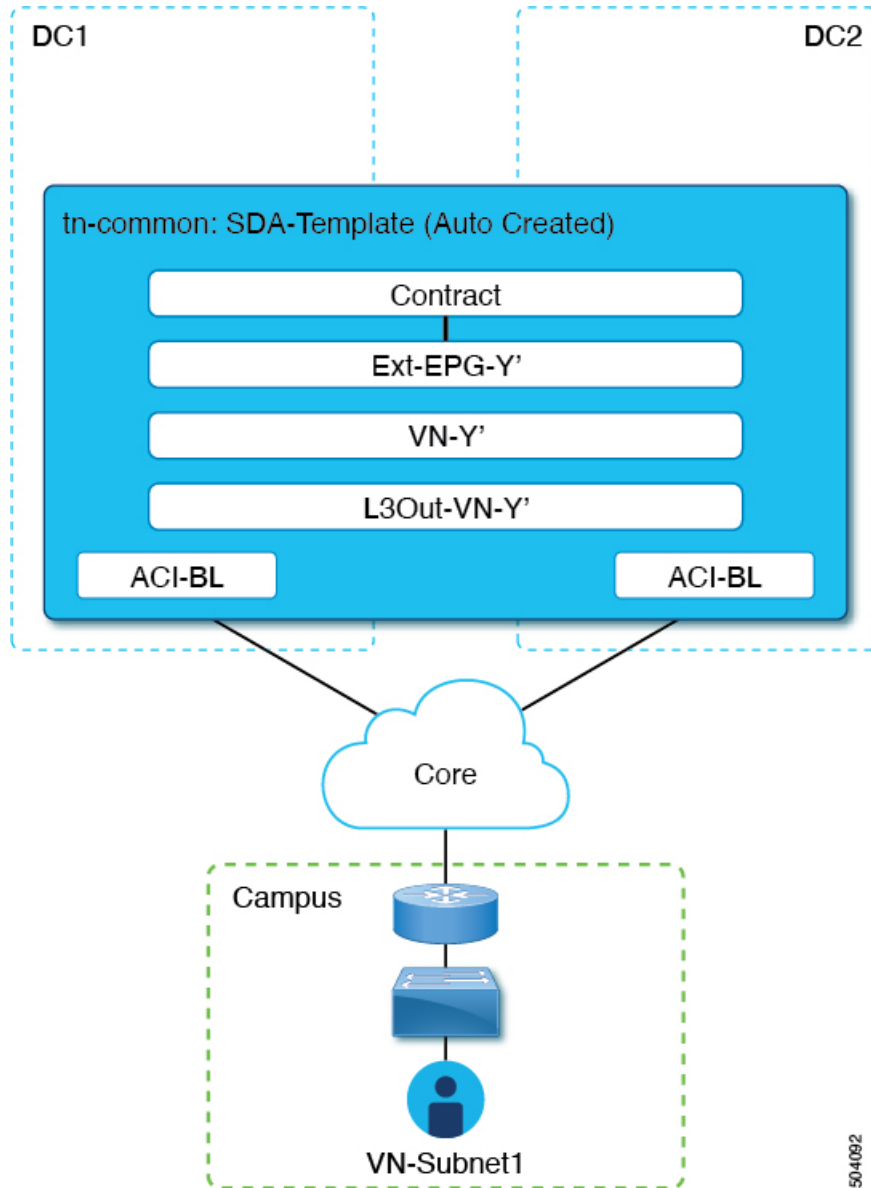 DC1
DC2
tn-common: SDA-Template (Auto Created)
Contract
Ext-EPG-Y’
VN-Y’
L3Out-VN-Y’
ACI-BL
ACI-BL
Core
Campus
VN-Subnet1
504092